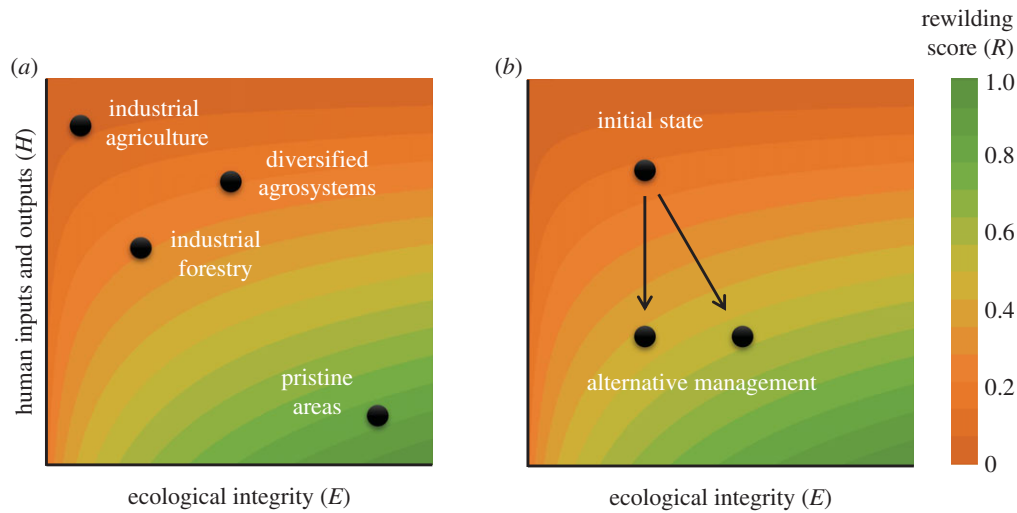 (a)
industrial
agriculture
diversified
agrosystems
industrial
forestry
pristine
areas
human inputs and outputs (H)
ecological integrity (E)
(b)
initial state
alternative management
ecological integrity (E)
rewilding
score (R)
1.0
0.8
0.6
0.4
0.2
0